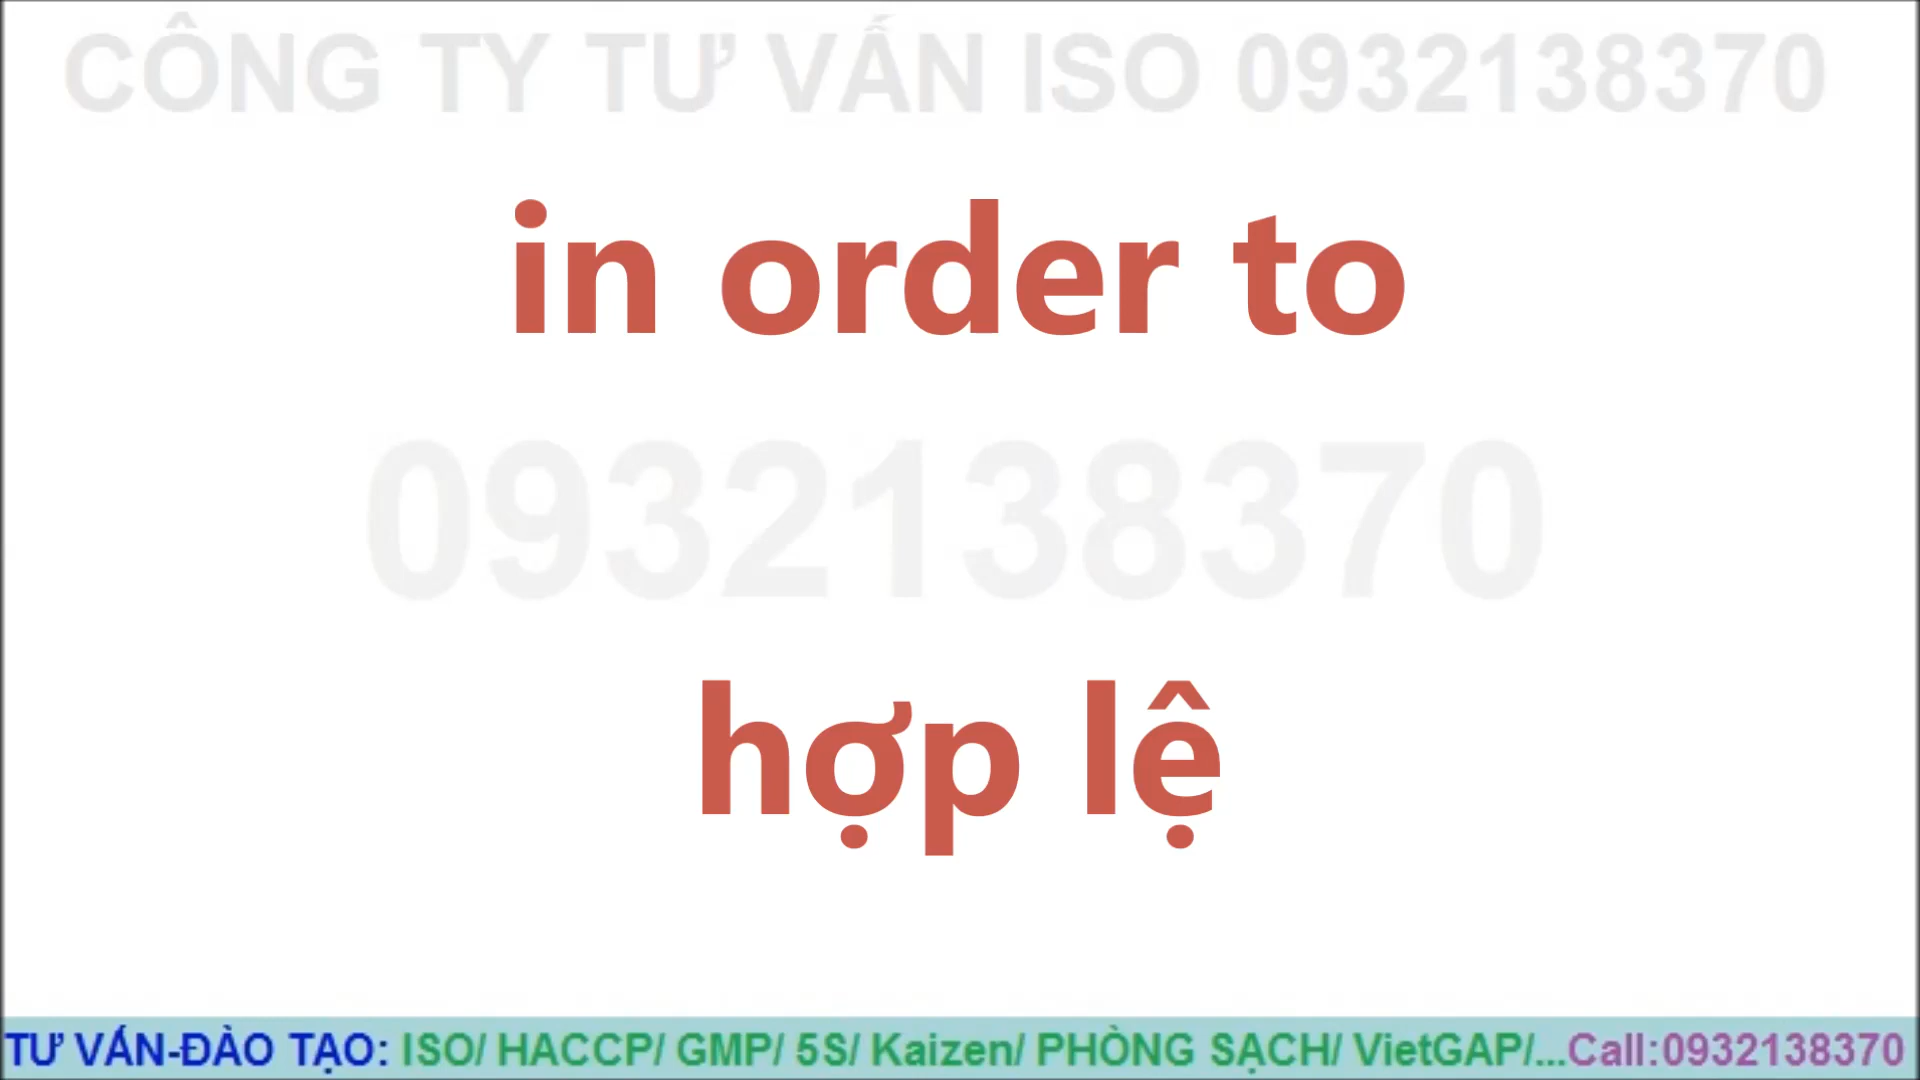 CÔNG TY TƯ VẤN ISO 0932138370
in order to
0932138370
hợp lệ
TƯ VẤN-ĐÀO TẠO: ISO/ HACCP/ GMP/ 5S/ Kaizen/ PHÒNG SẠCH/ VietGAP/...Call:0932138370